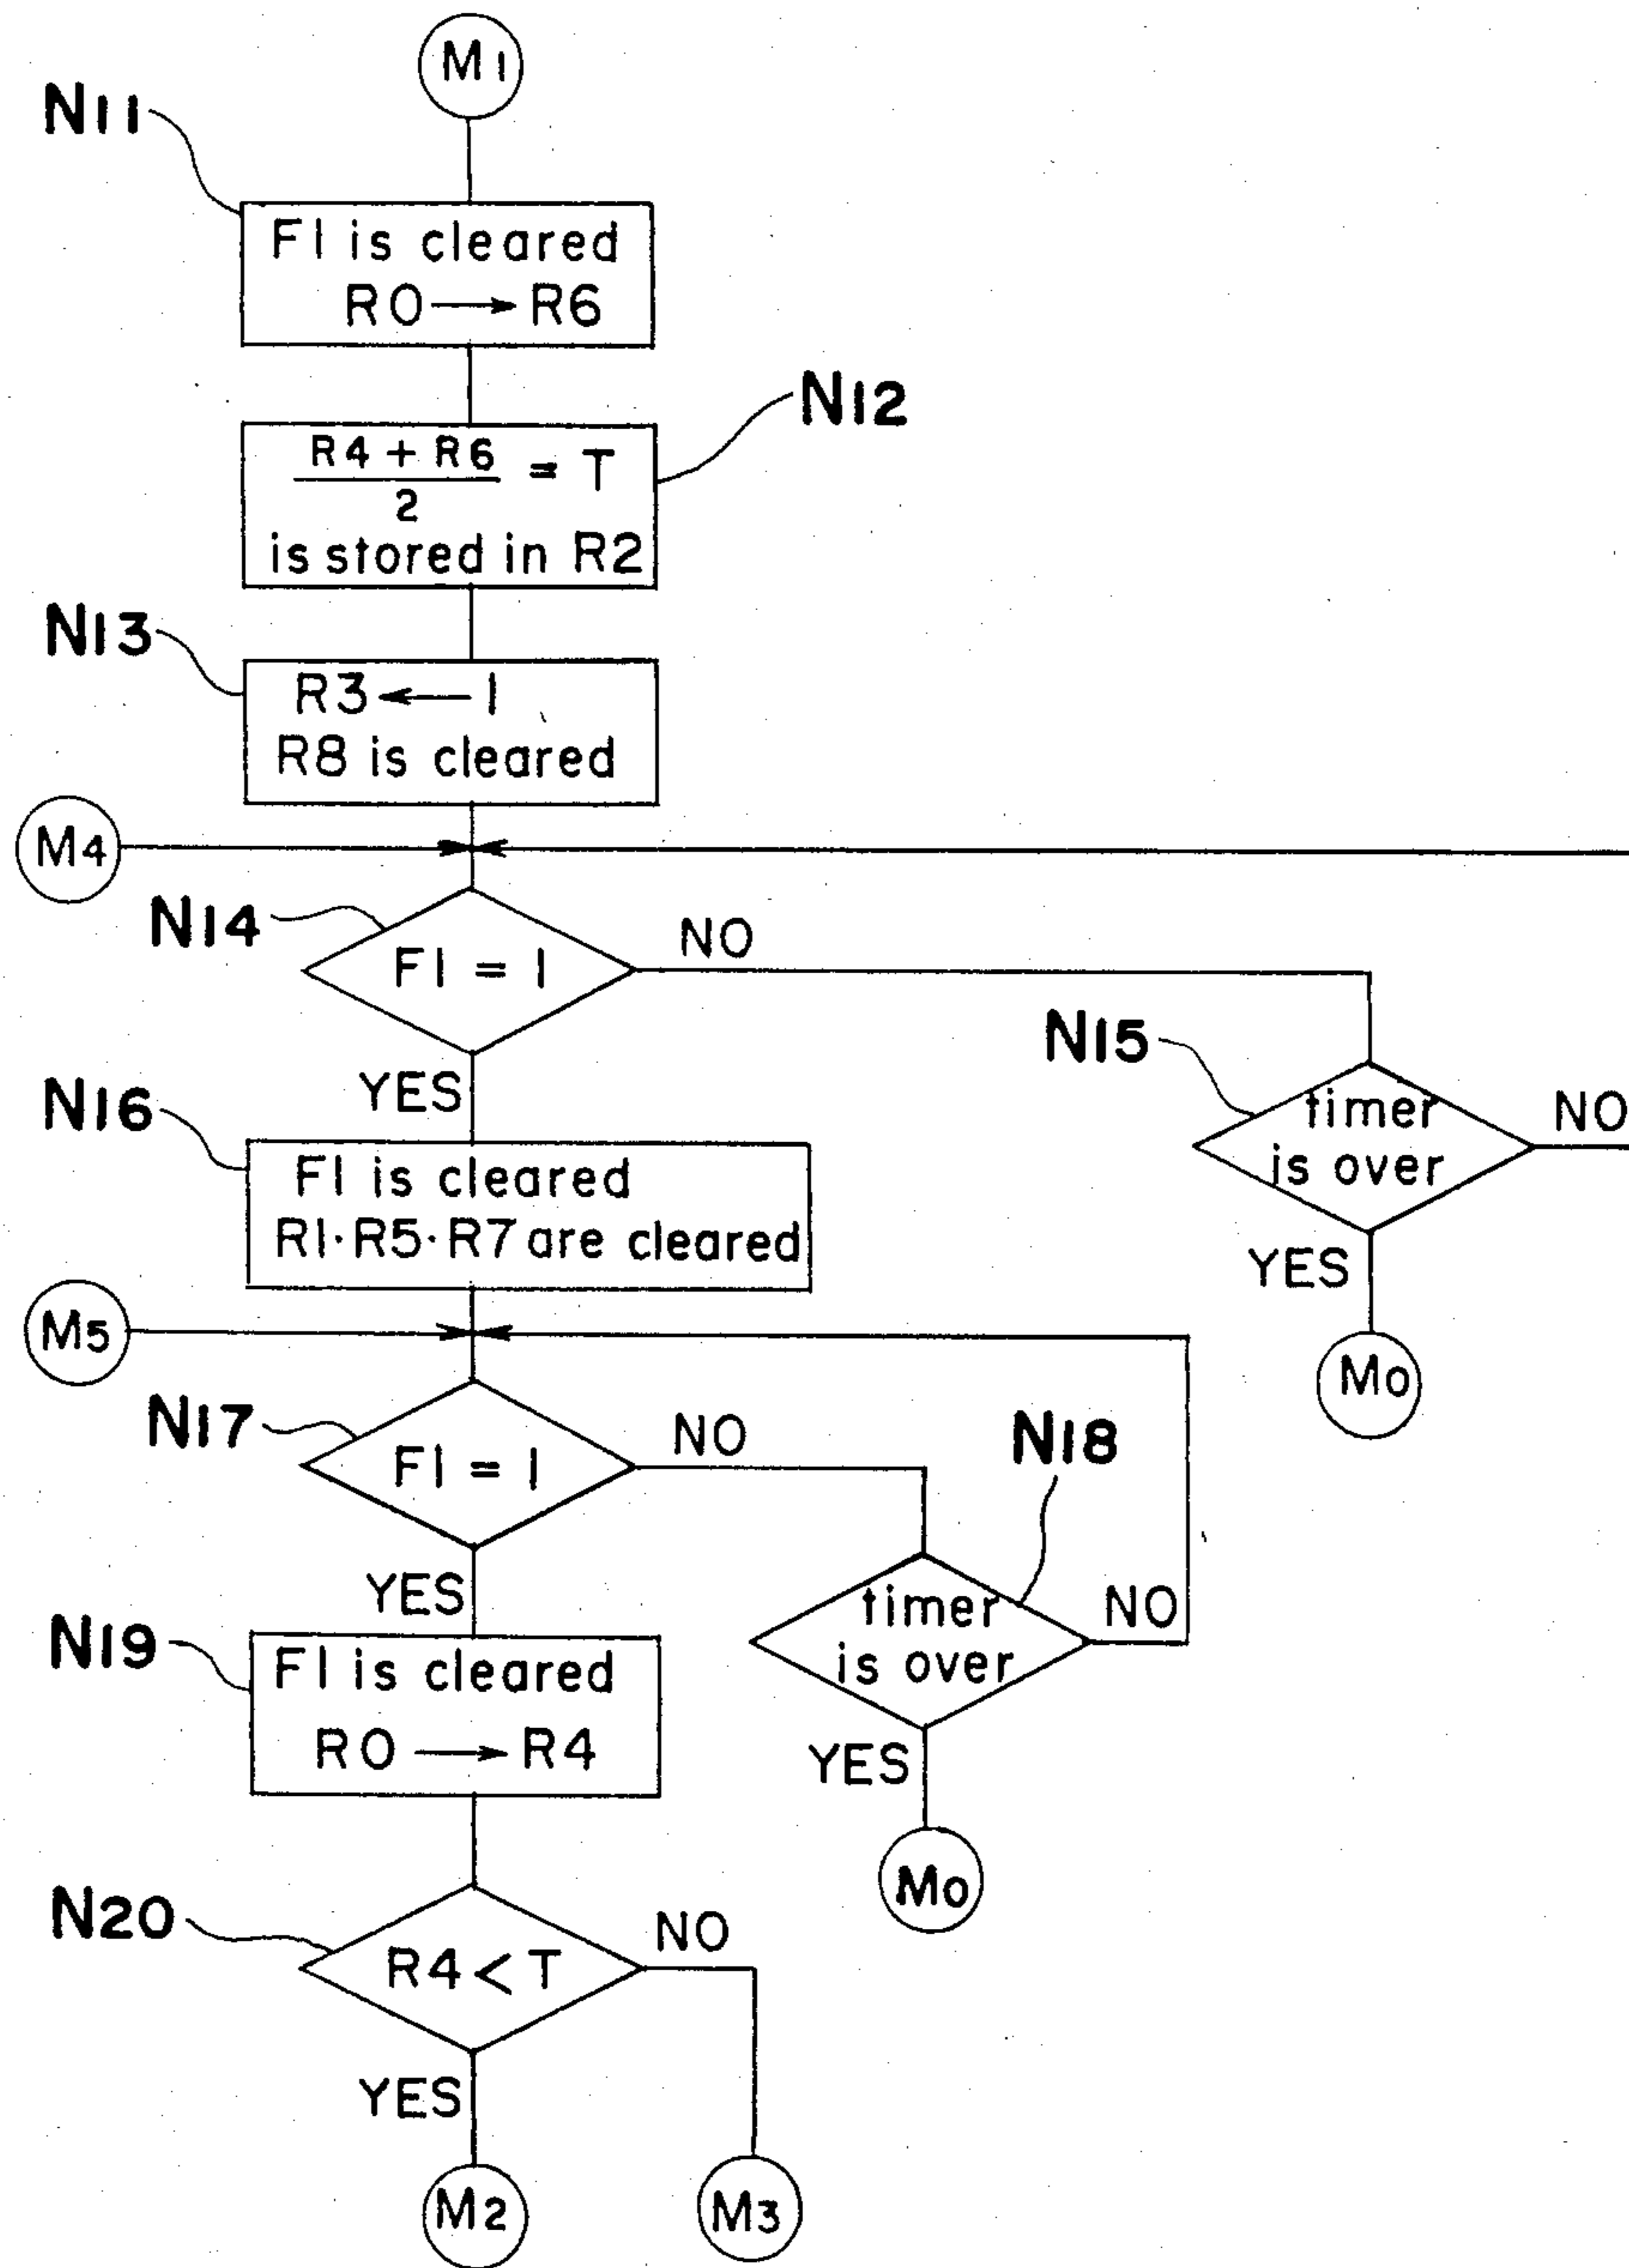 M1
N11
F1 is cleared
R0 → R6
N12
R4 + R6
2
= T
is stored in R2
N13
R3 ← 1
R8 is cleared
M4
N14
F1 = 1
NO
N15
timer
is over
NO
YES
YES
N16
F1 is cleared
R1·R5·R7 are cleared
M0
M5
N17
F1 = 1
NO
N18
timer
is over
NO
YES
YES
N19
F1 is cleared
R0 → R4
M0
N20
R4 < T
NO
YES
M2
M3